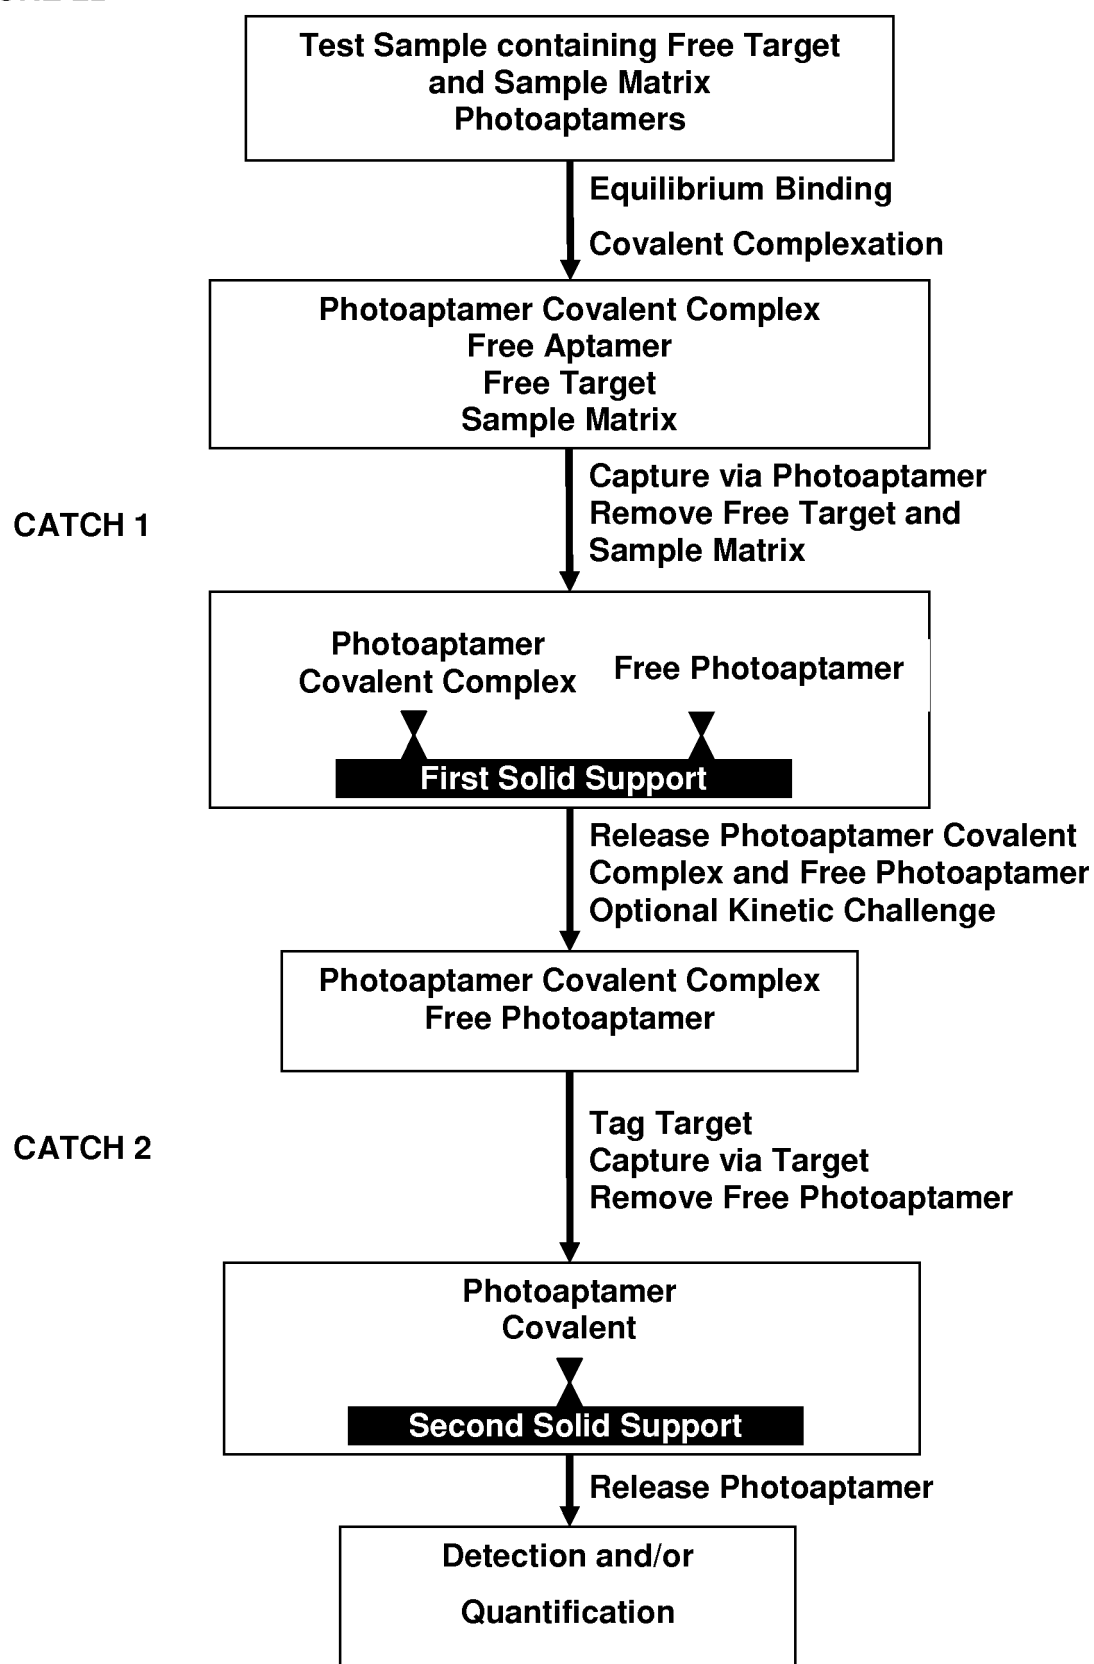 Test Sample containing Free Target
and Sample Matrix
Photoaptamers
Equilibrium Binding
Covalent Complexation
Photoaptamer Covalent Complex
Free Aptamer
Free Target
Sample Matrix
CATCH 1
Capture via Photoaptamer
Remove Free Target and
Sample Matrix
Photoaptamer
Covalent Complex
Free Photoaptamer
First Solid Support
Release Photoaptamer Covalent
Complex and Free Photoaptamer
Optional Kinetic Challenge
Photoaptamer Covalent Complex
Free Photoaptamer
CATCH 2
Tag Target
Capture via Target
Remove Free Photoaptamer
Photoaptamer
Covalent
Second Solid Support
Release Photoaptamer
Detection and/or
Quantification